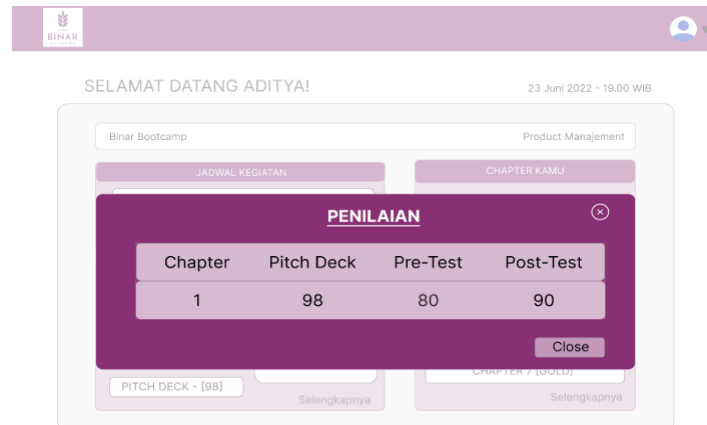 BINAR
SELAMAT DATANG ADITYA!
23 Juni 2022 - 19.00 WIB
Binar Bootcamp
Product Manajement
JADWAL KEGIATAN
CHAPTER KAMU
PENILAIAN
Chapter Pitch Deck Pre-Test Post-Test
1 98 80 90
Close
CHAPTER 7 [GOLD]
PITCH DECK - [98]
Selengkapnya
Selengkapnya